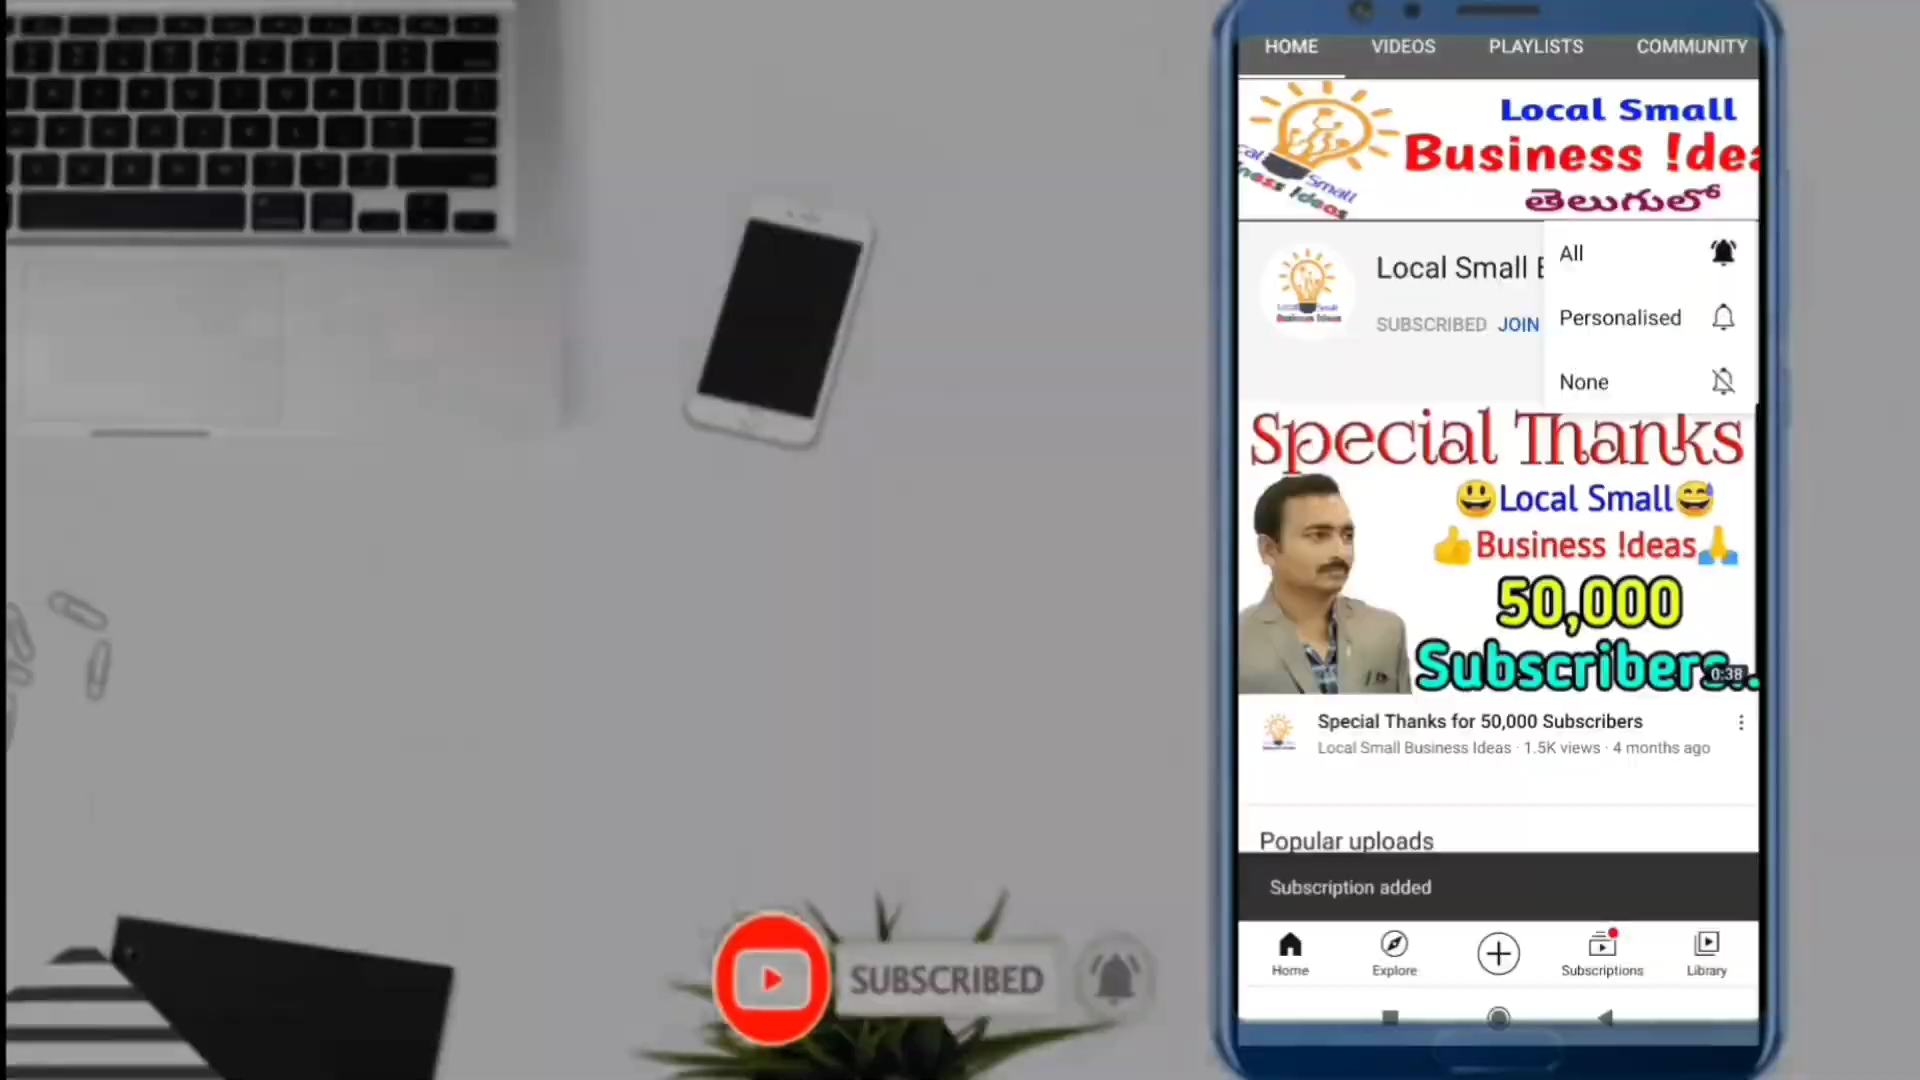 HOME VIDEOS PLAYLISTS COMMUNITY
Local Small
Business !dea
తెలుగులో
Local Small B
SUBSCRIBED JOIN
All
Personalised
None
Special Thanks
😃Local Small😅
👍Business !deas🙏
50,000
Subscribers..
0:38
Special Thanks for 50,000 Subscribers
Local Small Business Ideas · 1.5K views · 4 months ago
Popular uploads
Subscription added
Home Explore Subscriptions Library
SUBSCRIBED